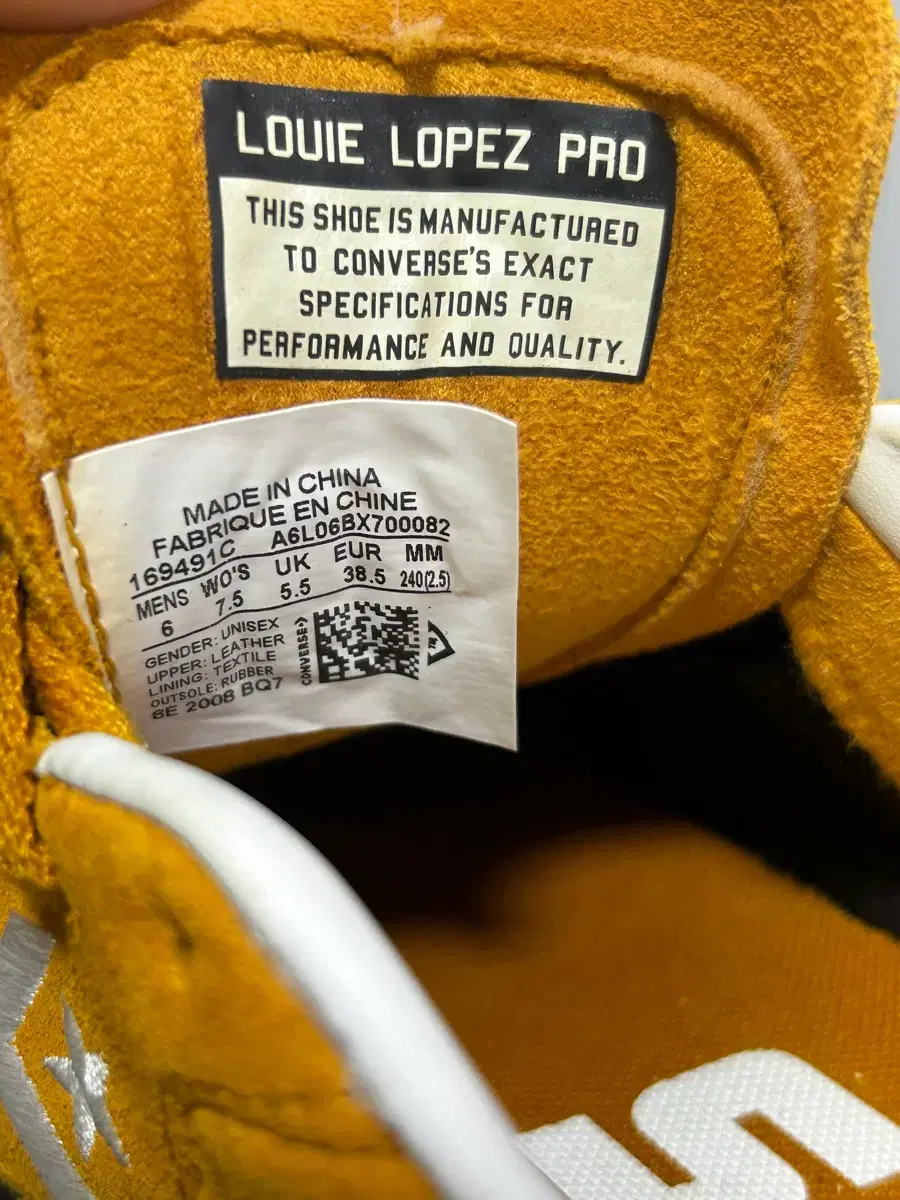 LOUIE LOPEZ PRO
THIS SHOE IS MANUFACTURED
TO CONVERSE'S EXACT
SPECIFICATIONS FOR
PERFORMANCE AND QUALITY.
MADE IN CHINA
FABRIQUE EN CHINE
169491C A6L06BX700082
MENS WO'S UK EUR MM
6 7.5 5.5 38.5 240(2.5)
GENDER: UNISEX
UPPER: LEATHER
LINING: TEXTILE
OUTSOLE: RUBBER
SE 2008 BQ7
CONVERSE